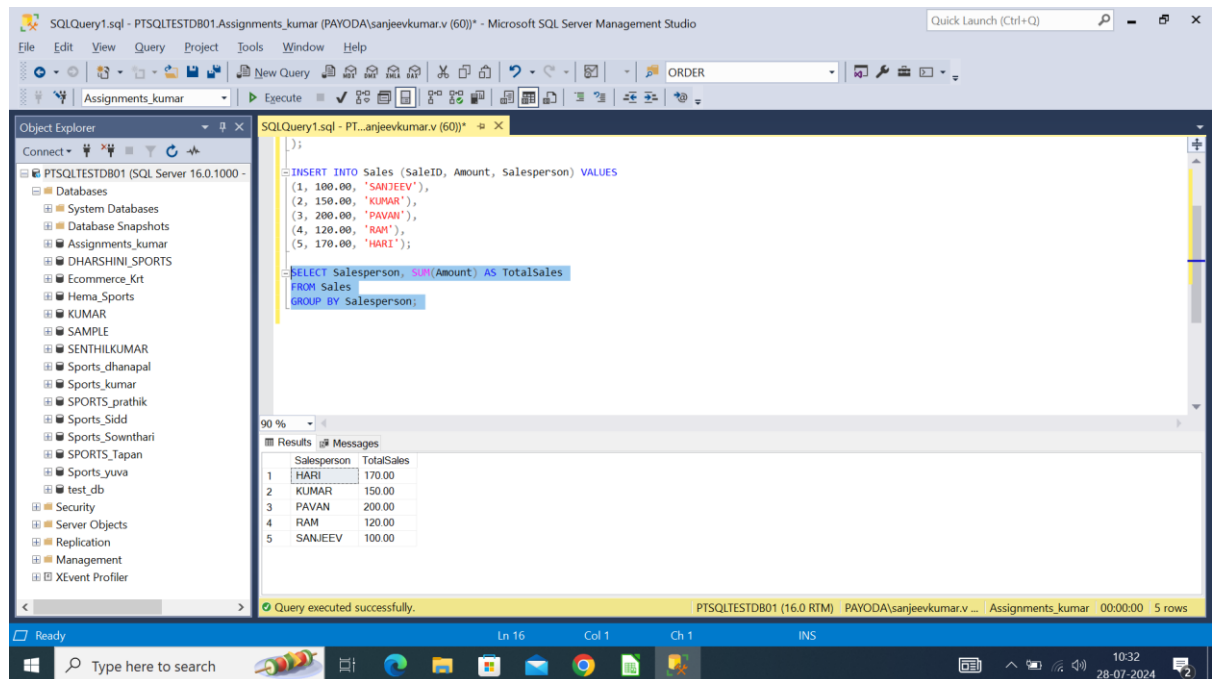 SQLQuery1.sql - PTSQLTESTDB01.Assignments_kumar (PAYODA\sanjeevkumar.v (60))* - Microsoft SQL Server Management Studio
Quick Launch (Ctrl+Q)
File Edit View Query Project Tools Window Help
New Query
ORDER
Assignments_kumar
Execute
Object Explorer
Connect
PTSQLTESTDB01 (SQL Server 16.0.1000 -
Databases
System Databases
Database Snapshots
Assignments_kumar
DHARSHINI_SPORTS
Ecommerce_Krt
Hema_Sports
KUMAR
SAMPLE
SENTHILKUMAR
Sports_dhanapal
Sports_kumar
SPORTS_prathik
Sports_Sidd
Sports_Sownthari
SPORTS_Tapan
Sports_yuva
test_db
Security
Server Objects
Replication
Management
XEvent Profiler
SQLQuery1.sql - PT...anjeevkumar.v (60))*
);
INSERT INTO Sales (SaleID, Amount, Salesperson) VALUES
(1, 100.00, 'SANJEEV'),
(2, 150.00, 'KUMAR'),
(3, 200.00, 'PAVAN'),
(4, 120.00, 'RAM'),
(5, 170.00, 'HARI');
SELECT Salesperson, SUM(Amount) AS TotalSales
FROM Sales
GROUP BY Salesperson;
90 %
Results Messages
Salesperson TotalSales
1 HARI 170.00
2 KUMAR 150.00
3 PAVAN 200.00
4 RAM 120.00
5 SANJEEV 100.00
Query executed successfully.
PTSQLTESTDB01 (16.0 RTM) PAYODA\sanjeevkumar.v ... Assignments_kumar 00:00:00 5 rows
Ready Ln 16 Col 1 Ch 1 INS
Type here to search
10:32
28-07-2024
2